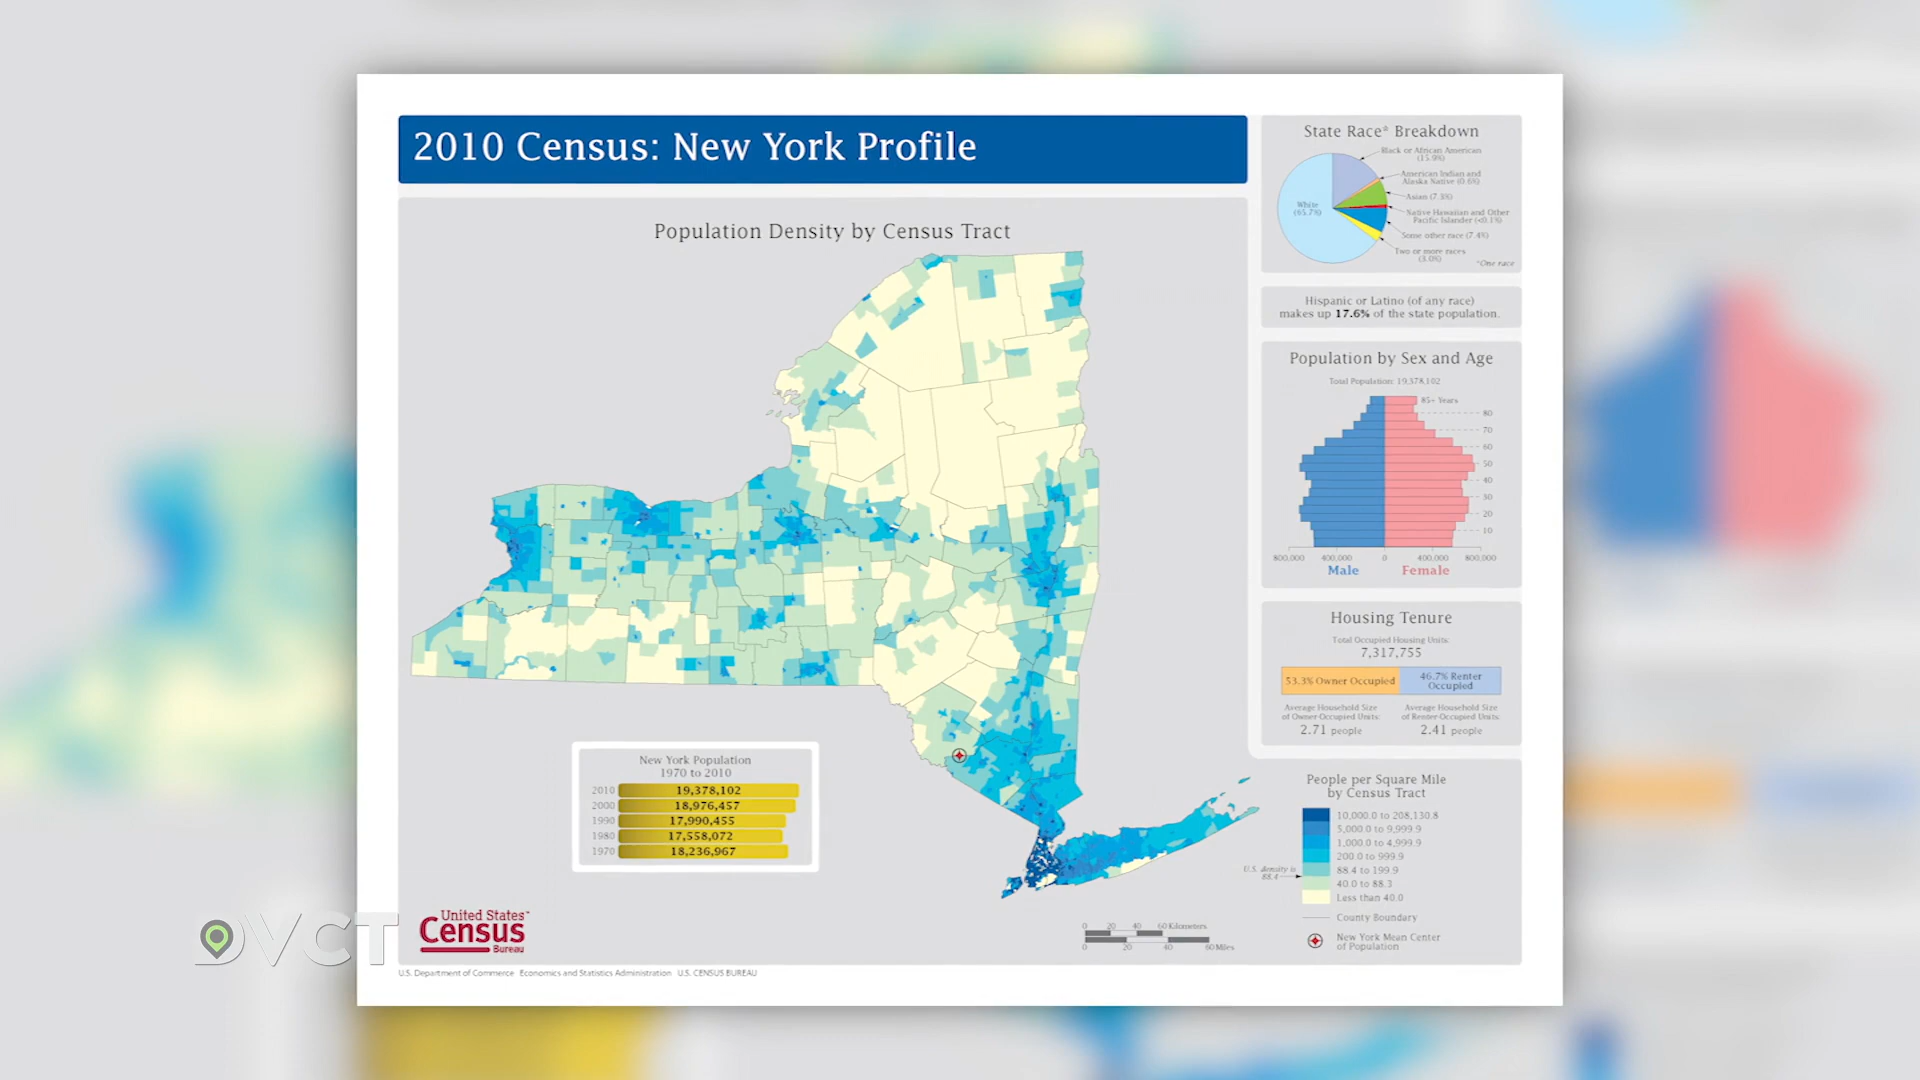 2010 Census: New York Profile
Population Density by Census Tract
State Race* Breakdown
Black or African American
(15.9%)
American Indian and
Alaska Native (0.6%)
Asian (7.3%)
Native Hawaiian and Other
Pacific Islander (<0.1%)
Some other race (7.4%)
Two or more races
(3.0%)
White
(65.7%)
*One race
Hispanic or Latino (of any race)
makes up 17.6% of the state population.
Population by Sex and Age
Total Population: 19,378,102
85+ Years
80
70
60
50
40
30
20
10
800,000 400,000 0 400,000 800,000
Male Female
Housing Tenure
Total Occupied Housing Units:
7,317,755
53.3% Owner Occupied
46.7% Renter
Occupied
Average Household Size
of Owner-Occupied Units:
2.71 people
Average Household Size
of Renter-Occupied Units:
2.41 people
New York Population
1970 to 2010
2010 19,378,102
2000 18,976,457
1990 17,990,455
1980 17,558,072
1970 18,236,967
People per Square Mile
by Census Tract
10,000.0 to 208,130.8
5,000.0 to 9,999.9
1,000.0 to 4,999.9
200.0 to 999.9
88.4 to 199.9
40.0 to 88.3
Less than 40.0
U.S. density is
88.4
County Boundary
New York Mean Center
of Population
0 20 40 60 Kilometers
0 20 40 60 Miles
DVCT
United States™
Census
Bureau
U.S. Department of Commerce Economics and Statistics Administration U.S. CENSUS BUREAU